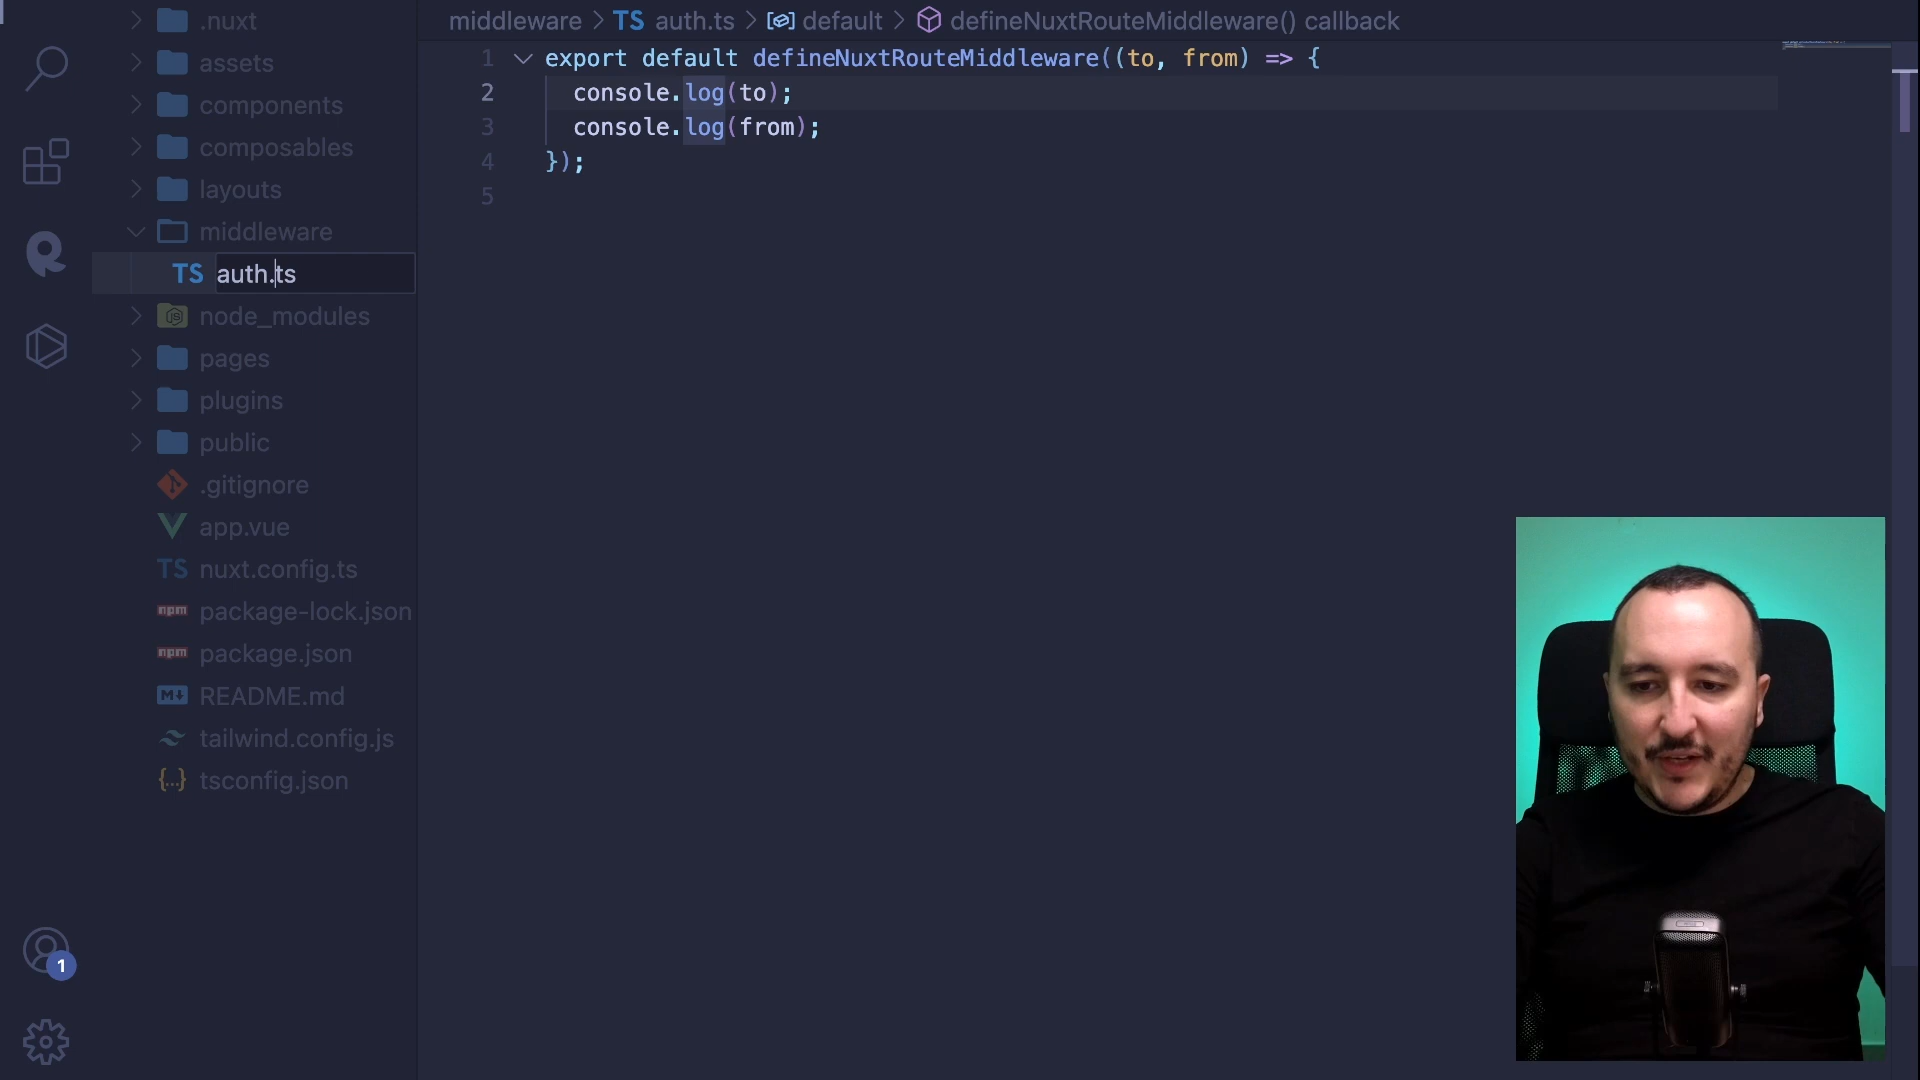 .nuxt
assets
components
composables
layouts
middleware
TS auth.ts
node_modules
pages
plugins
public
.gitignore
app.vue
TS nuxt.config.ts
npm package-lock.json
npm package.json
M↓ README.md
tailwind.config.js
{...} tsconfig.json
1
middleware > TS auth.ts > default > defineNuxtRouteMiddleware() callback
1 export default defineNuxtRouteMiddleware((to, from) => {
2 console.log(to);
3 console.log(from);
4 });
5